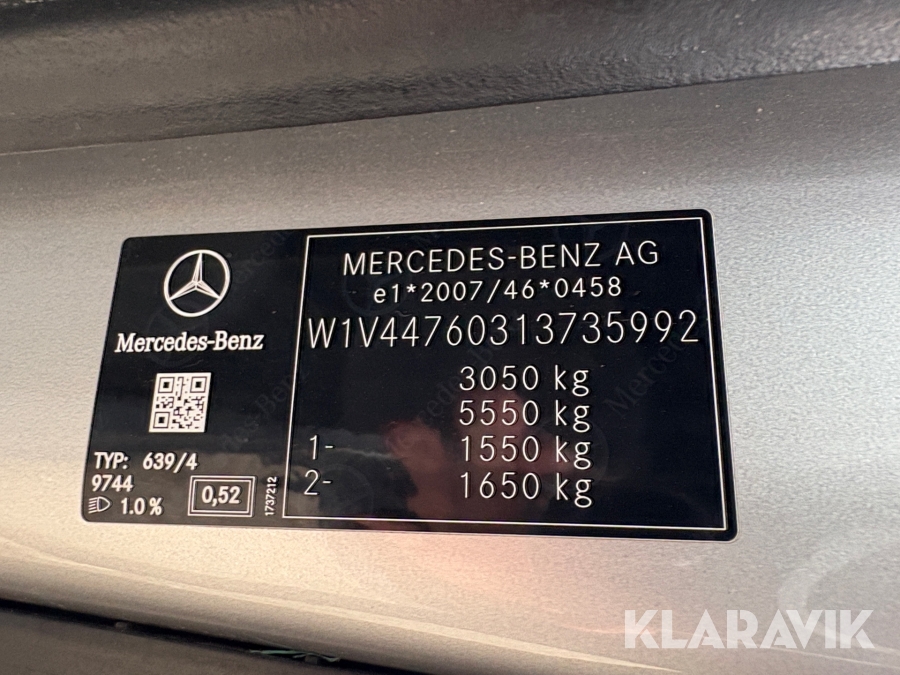 Mercedes-Benz
TYP: 639/4
9744
1.0 %
0,52
1737212
MERCEDES-BENZ AG
e1*2007/46*0458
W1V44760313735992
3050 kg
5550 kg
1- 1550 kg
2- 1650 kg
KLARAVIK